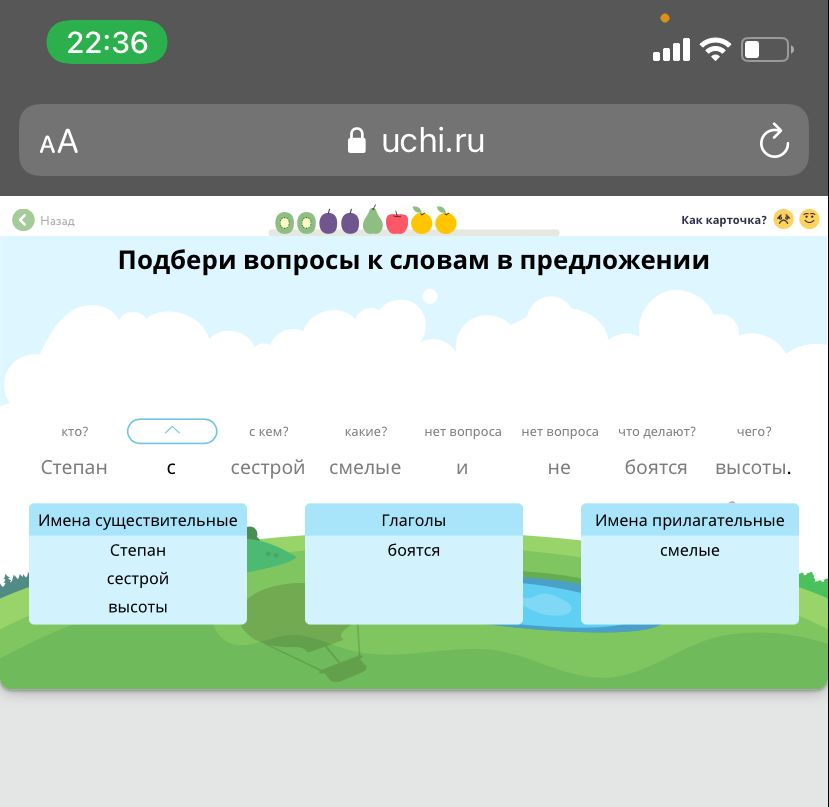 22:36
AA uchi.ru
Назад
Как карточка?
Подбери вопросы к словам в предложении
кто? с кем? какие? нет вопроса нет вопроса что делают? чего?
Степан с сестрой смелые и не боятся высоты.
Имена существительные
Степан
сестрой
высоты
Глаголы
боятся
Имена прилагательные
смелые